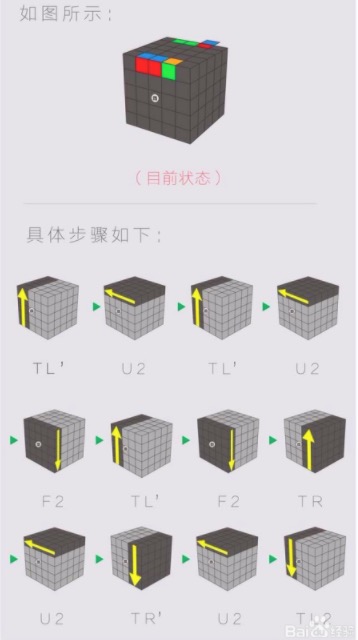 如图所示:
(目前状态)
具体步骤如下:
TL' U2 TL' U2
F2 TL' F2 TR
U2 TR' U2 TL2
Baidu经验